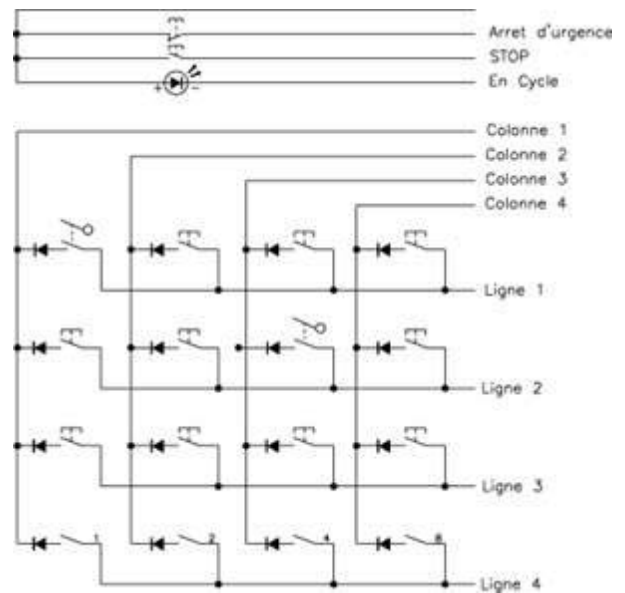 Arret d'urgence
STOP
+ - En Cycle
Colonne 1
Colonne 2
Colonne 3
Colonne 4
Ligne 1
Ligne 2
Ligne 3
1 2 4 8
Ligne 4